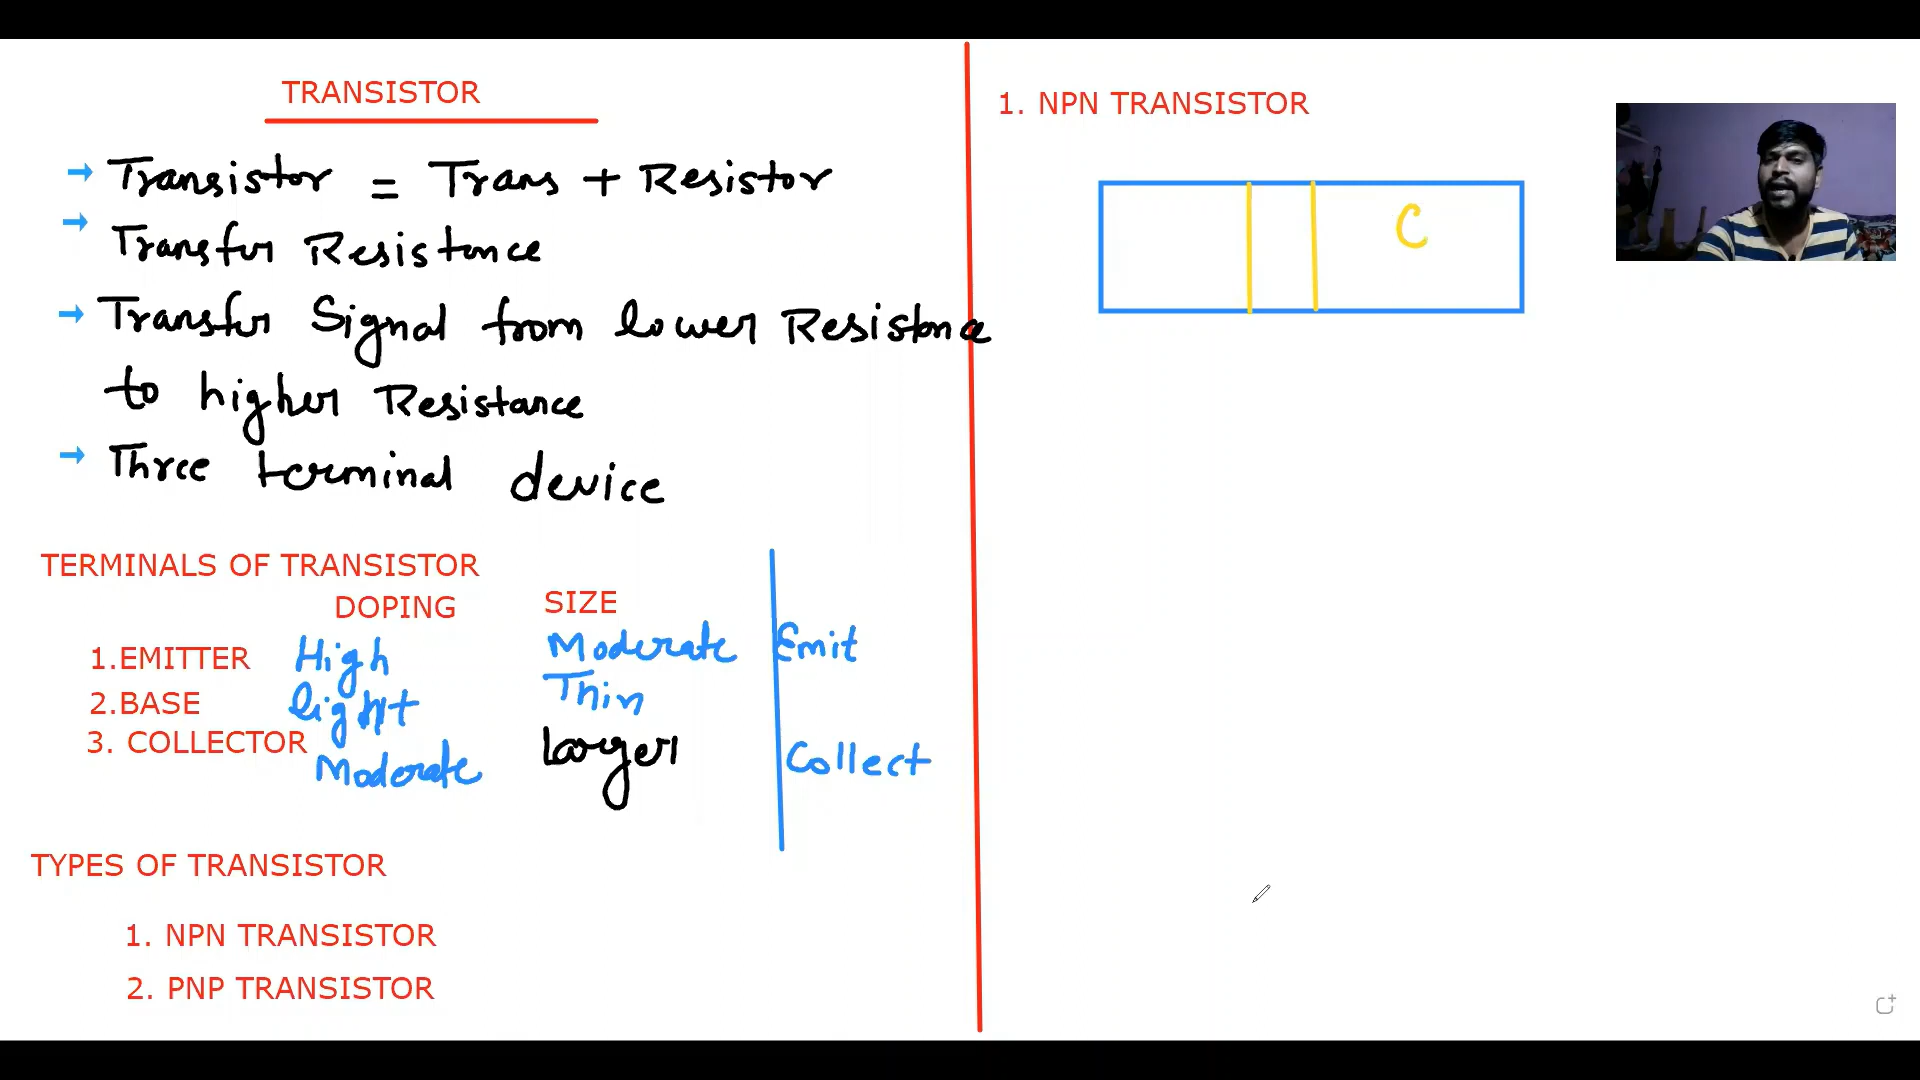 TRANSISTOR
→ Transistor = Trans + Resistor
→ Transfer Resistance
→ Transfer Signal from lower Resistance
to higher Resistance
→ Three terminal device
TERMINALS OF TRANSISTOR
DOPING SIZE
1.EMITTER High Moderate Emit
2.BASE light Thin
3. COLLECTOR Moderate Larger Collect
TYPES OF TRANSISTOR
1. NPN TRANSISTOR
2. PNP TRANSISTOR
1. NPN TRANSISTOR
C